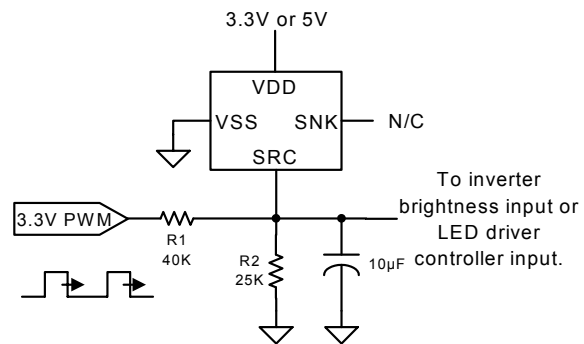 3.3V or 5V
VDD
VSS
SNK
N/C
SRC
3.3V PWM
R1
40K
R2
25K
10µF
To inverter
brightness input or
LED driver
controller input.